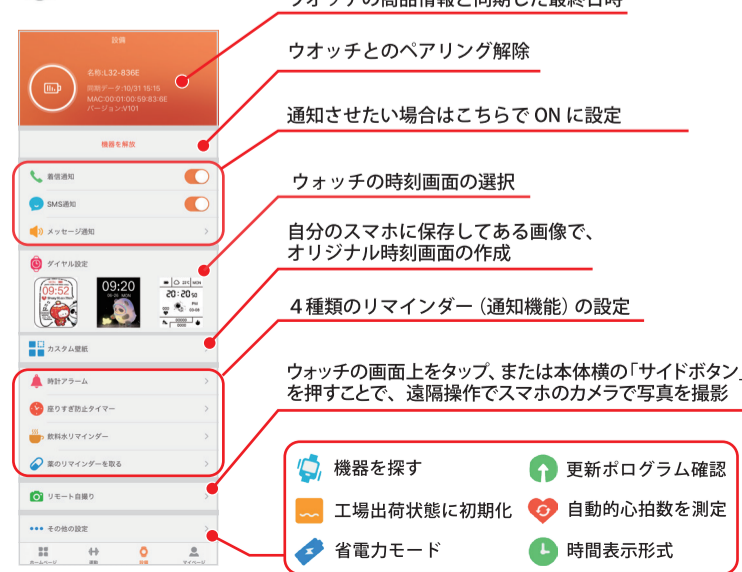 ウォッチの商品情報と同期した最終日時
設備
名称:L32-836E
同期データ:10/31 15:15
MAC:00:01:00:59:83:6E
バージョン:V101
ウオッチとのペアリング解除
機器を解放
通知させたい場合はこちらで ON に設定
着信通知
SMS通知
メッセージ通知
ウォッチの時刻画面の選択
ダイヤル設定
09:52
09:20
20:20
自分のスマホに保存してある画像で、
オリジナル時刻画面の作成
カスタム壁紙
4種類のリマインダー（通知機能）の設定
時計アラーム
座りすぎ防止タイマー
飲料水リマインダー
薬のリマインダーを取る
ウォッチの画面上をタップ、または本体横の「サイドボタン」
を押すことで、遠隔操作でスマホのカメラで写真を撮影
リモート自撮り
その他の設定
ホームページ
運動
設備
マイページ
機器を探す
更新ポログラム確認
工場出荷状態に初期化
自動的心拍数を測定
省電力モード
時間表示形式